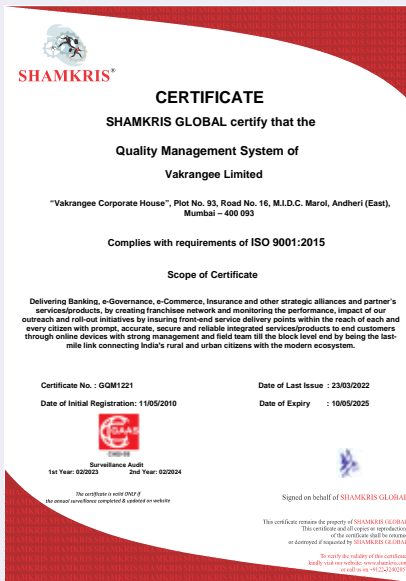 SHAMKRIS®
CERTIFICATE
SHAMKRIS GLOBAL certify that the
Quality Management System of
Vakrangee Limited
“Vakrangee Corporate House”, Plot No. 93, Road No. 16, M.I.D.C. Marol, Andheri (East),
Mumbai – 400 093
Complies with requirements of ISO 9001:2015
Scope of Certificate
Delivering Banking, e-Governance, e-Commerce, Insurance and other strategic alliances and partner’s
services/products, by creating franchisee network and monitoring the performance, impact of our
outreach and roll-out initiatives by insuring front-end service delivery points within the reach of each and
every citizen with prompt, accurate, secure and reliable integrated services/products to end customers
through online devices with strong management and field team till the block level end by being the last-
mile link connecting India's rural and urban citizens with the modern ecosystem.
Certificate No. : GQM1221
Date of Last Issue : 23/03/2022
Date of Initial Registration: 11/05/2010
Date of Expiry : 10/05/2025
GAAS
Surveillance Audit
1st Year: 02/2023 2nd Year: 02/2024
The certificate is valid ONLY if
the annual surveillance completed & updated on website
Signed on behalf of SHAMKRIS GLOBAL
This certificate remains the property of SHAMKRIS GLOBAL
This certificate and all copies or reproduction
of the certificate shall be returne
or destroyed if requested by SHAMKRIS GLOBAL
To verify the validity of this certificate
kindly visit our website: www.shamkris.com
or call us on